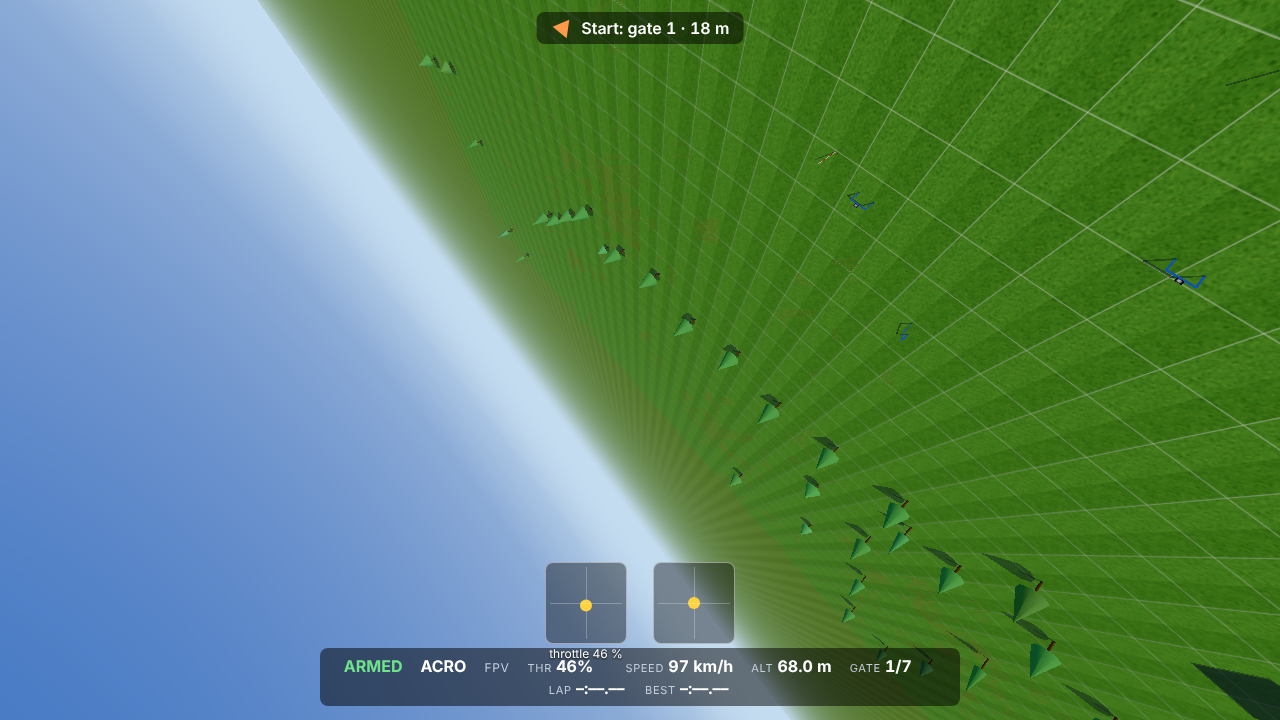 Start: gate 1 · 18 m
throttle 46 %
ARMED ACRO FPV THR 46% SPEED 97 km/h ALT 68.0 m GATE 1/7
LAP –:––.–– BEST –:––.––